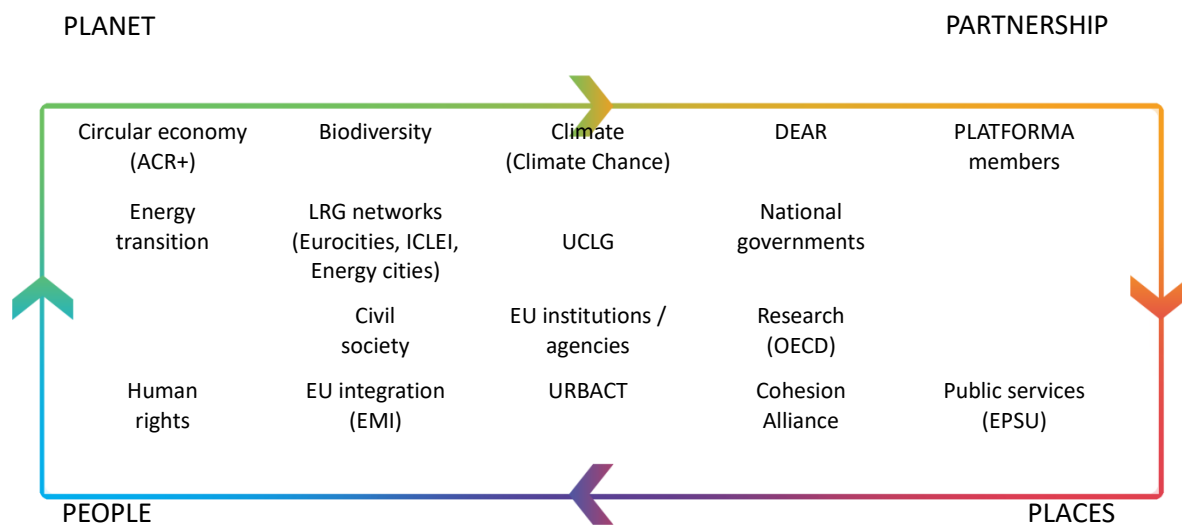 PLANET
PARTNERSHIP
Circular economy
(ACR+)
Biodiversity
Climate
(Climate Chance)
DEAR
PLATFORMA
members
Energy
transition
LRG networks
(Eurocities, ICLEI,
Energy cities)
UCLG
National
governments
Civil
society
EU institutions /
agencies
Research
(OECD)
Human
rights
EU integration
(EMI)
URBACT
Cohesion
Alliance
Public services
(EPSU)
PEOPLE
PLACES